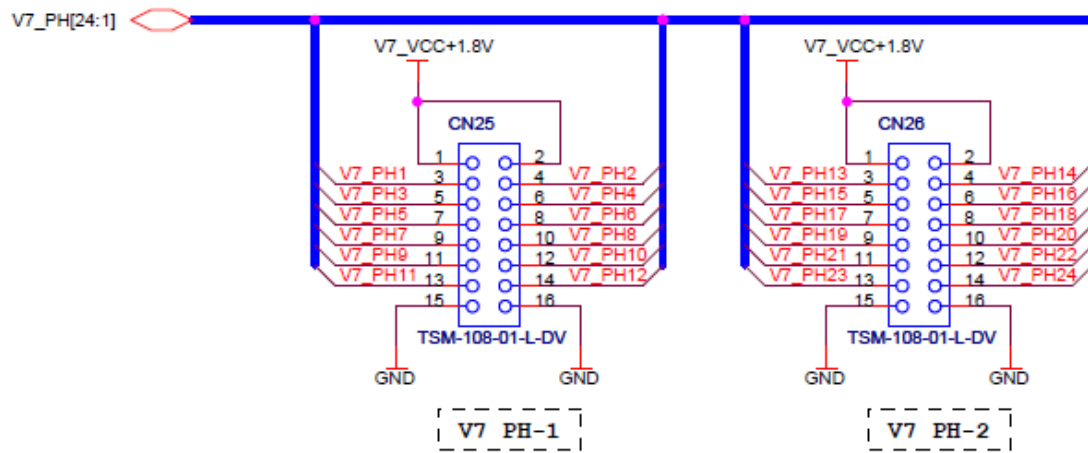 V7_PH[24:1]
V7_VCC+1.8V
CN25
1 2
V7_PH1 3 4 V7_PH2
V7_PH3 5 6 V7_PH4
V7_PH5 7 8 V7_PH6
V7_PH7 9 10 V7_PH8
V7_PH9 11 12 V7_PH10
V7_PH11 13 14 V7_PH12
15 16
TSM-108-01-L-DV
GND GND
V7 PH-1
V7_VCC+1.8V
CN26
1 2
V7_PH13 3 4 V7_PH14
V7_PH15 5 6 V7_PH16
V7_PH17 7 8 V7_PH18
V7_PH19 9 10 V7_PH20
V7_PH21 11 12 V7_PH22
V7_PH23 13 14 V7_PH24
15 16
TSM-108-01-L-DV
GND GND
V7 PH-2